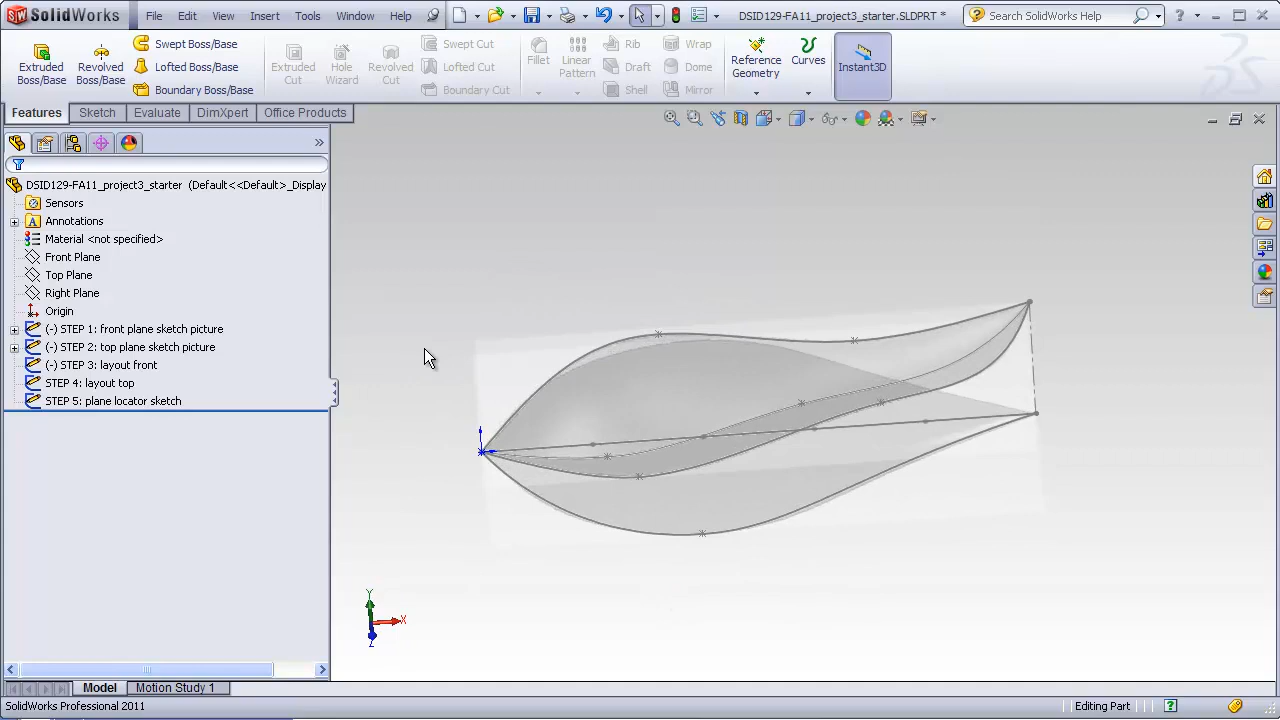 SolidWorks File Edit View Insert Tools Window Help DSID129-FA11_project3_starter.SLDPRT * Search SolidWorks Help
Extruded Boss/Base
Revolved Boss/Base
Swept Boss/Base
Lofted Boss/Base
Boundary Boss/Base
Extruded Cut
Hole Wizard
Revolved Cut
Swept Cut
Lofted Cut
Boundary Cut
Fillet
Linear Pattern
Rib
Draft
Shell
Wrap
Dome
Mirror
Reference Geometry
Curves
Instant3D
Features Sketch Evaluate DimXpert Office Products
DSID129-FA11_project3_starter (Default<<Default>_Display
Sensors
Annotations
Material <not specified>
Front Plane
Top Plane
Right Plane
Origin
(-) STEP 1: front plane sketch picture
(-) STEP 2: top plane sketch picture
(-) STEP 3: layout front
STEP 4: layout top
STEP 5: plane locator sketch
Y
X
Z
Model Motion Study 1
SolidWorks Professional 2011 Editing Part